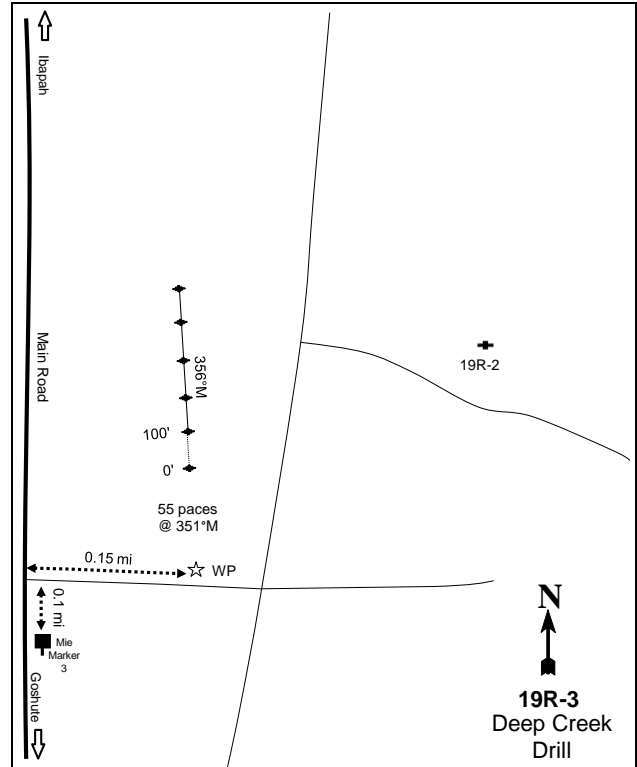 Ibapah
Main Road
356°M
19R-2
100'
0'
55 paces
@ 351°M
0.15 mi
WP
0.1 mi
Mie
Marker
3
Goshute
N
19R-3
Deep Creek
Drill